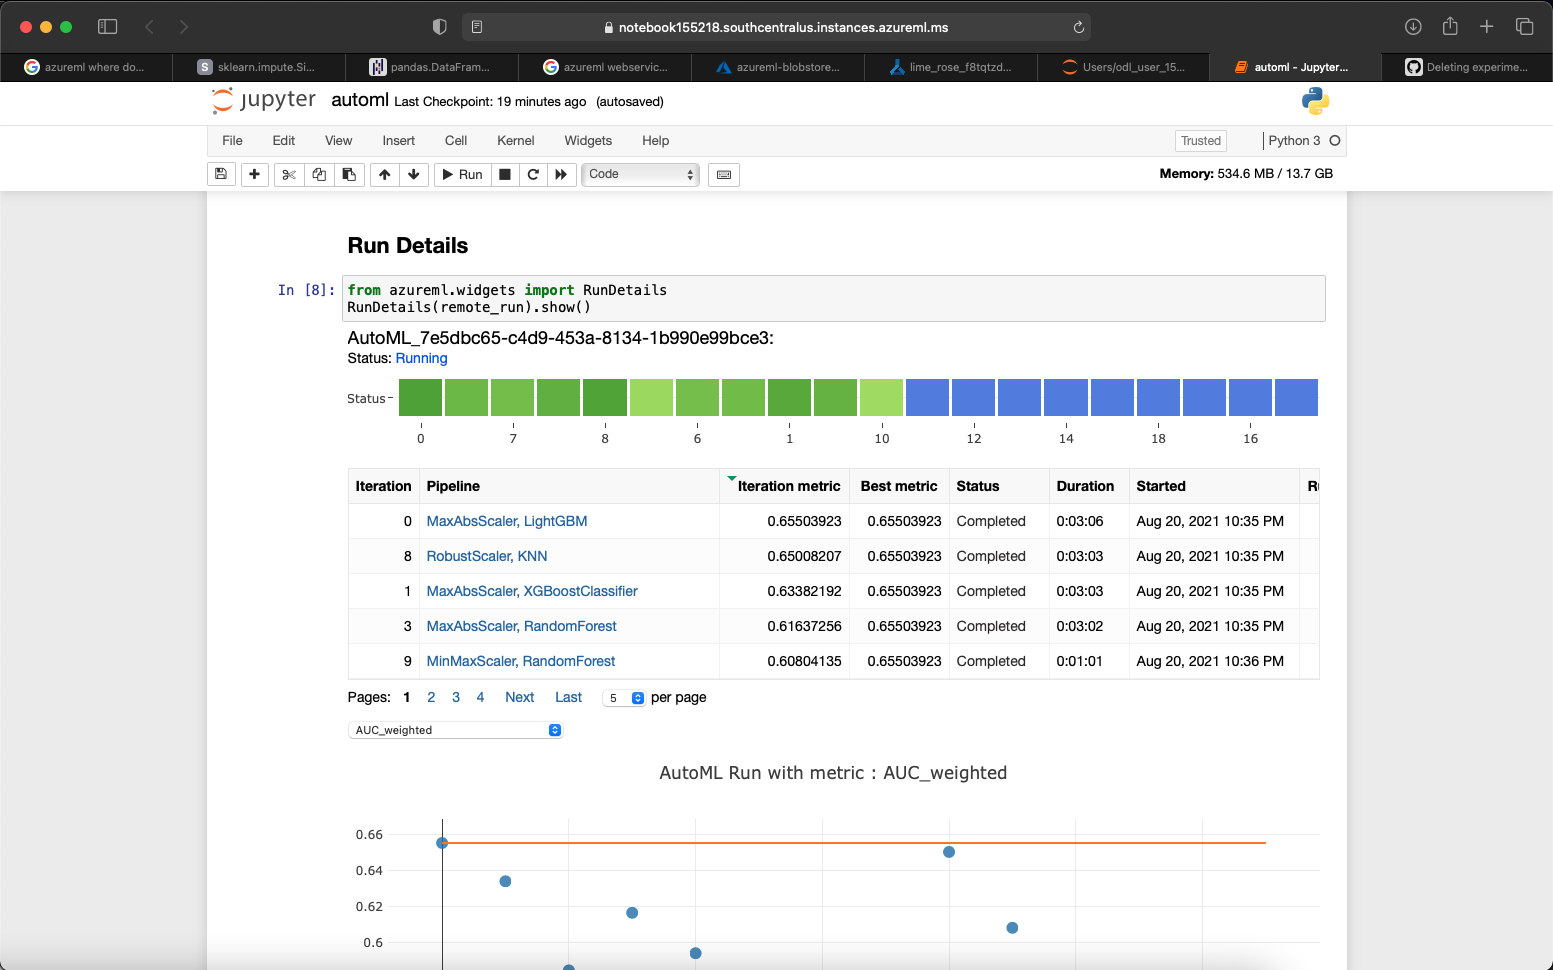 notebook155218.southcentralus.instances.azureml.ms
azureml where do...
S sklearn.impute.Si...
pandas.DataFram...
azureml webservic...
azureml-blobstore...
lime_rose_f8tqtzd...
Users/odl_user_15...
automl - Jupyter...
Deleting experime...
jupyter automl Last Checkpoint: 19 minutes ago (autosaved)
File Edit View Insert Cell Kernel Widgets Help Trusted Python 3
Run Code Memory: 534.6 MB / 13.7 GB
Run Details
In [8]: from azureml.widgets import RunDetails
RunDetails(remote_run).show()
AutoML_7e5dbc65-c4d9-453a-8134-1b990e99bce3:
Status: Running
Status
0 7 8 6 1 10 12 14 18 16
Iteration Pipeline Iteration metric Best metric Status Duration Started
0 MaxAbsScaler, LightGBM 0.65503923 0.65503923 Completed 0:03:06 Aug 20, 2021 10:35 PM
8 RobustScaler, KNN 0.65008207 0.65503923 Completed 0:03:03 Aug 20, 2021 10:35 PM
1 MaxAbsScaler, XGBoostClassifier 0.63382192 0.65503923 Completed 0:03:03 Aug 20, 2021 10:35 PM
3 MaxAbsScaler, RandomForest 0.61637256 0.65503923 Completed 0:03:02 Aug 20, 2021 10:35 PM
9 MinMaxScaler, RandomForest 0.60804135 0.65503923 Completed 0:01:01 Aug 20, 2021 10:36 PM
Pages: 1 2 3 4 Next Last 5 per page
AUC_weighted
AutoML Run with metric : AUC_weighted
0.66
0.64
0.62
0.6